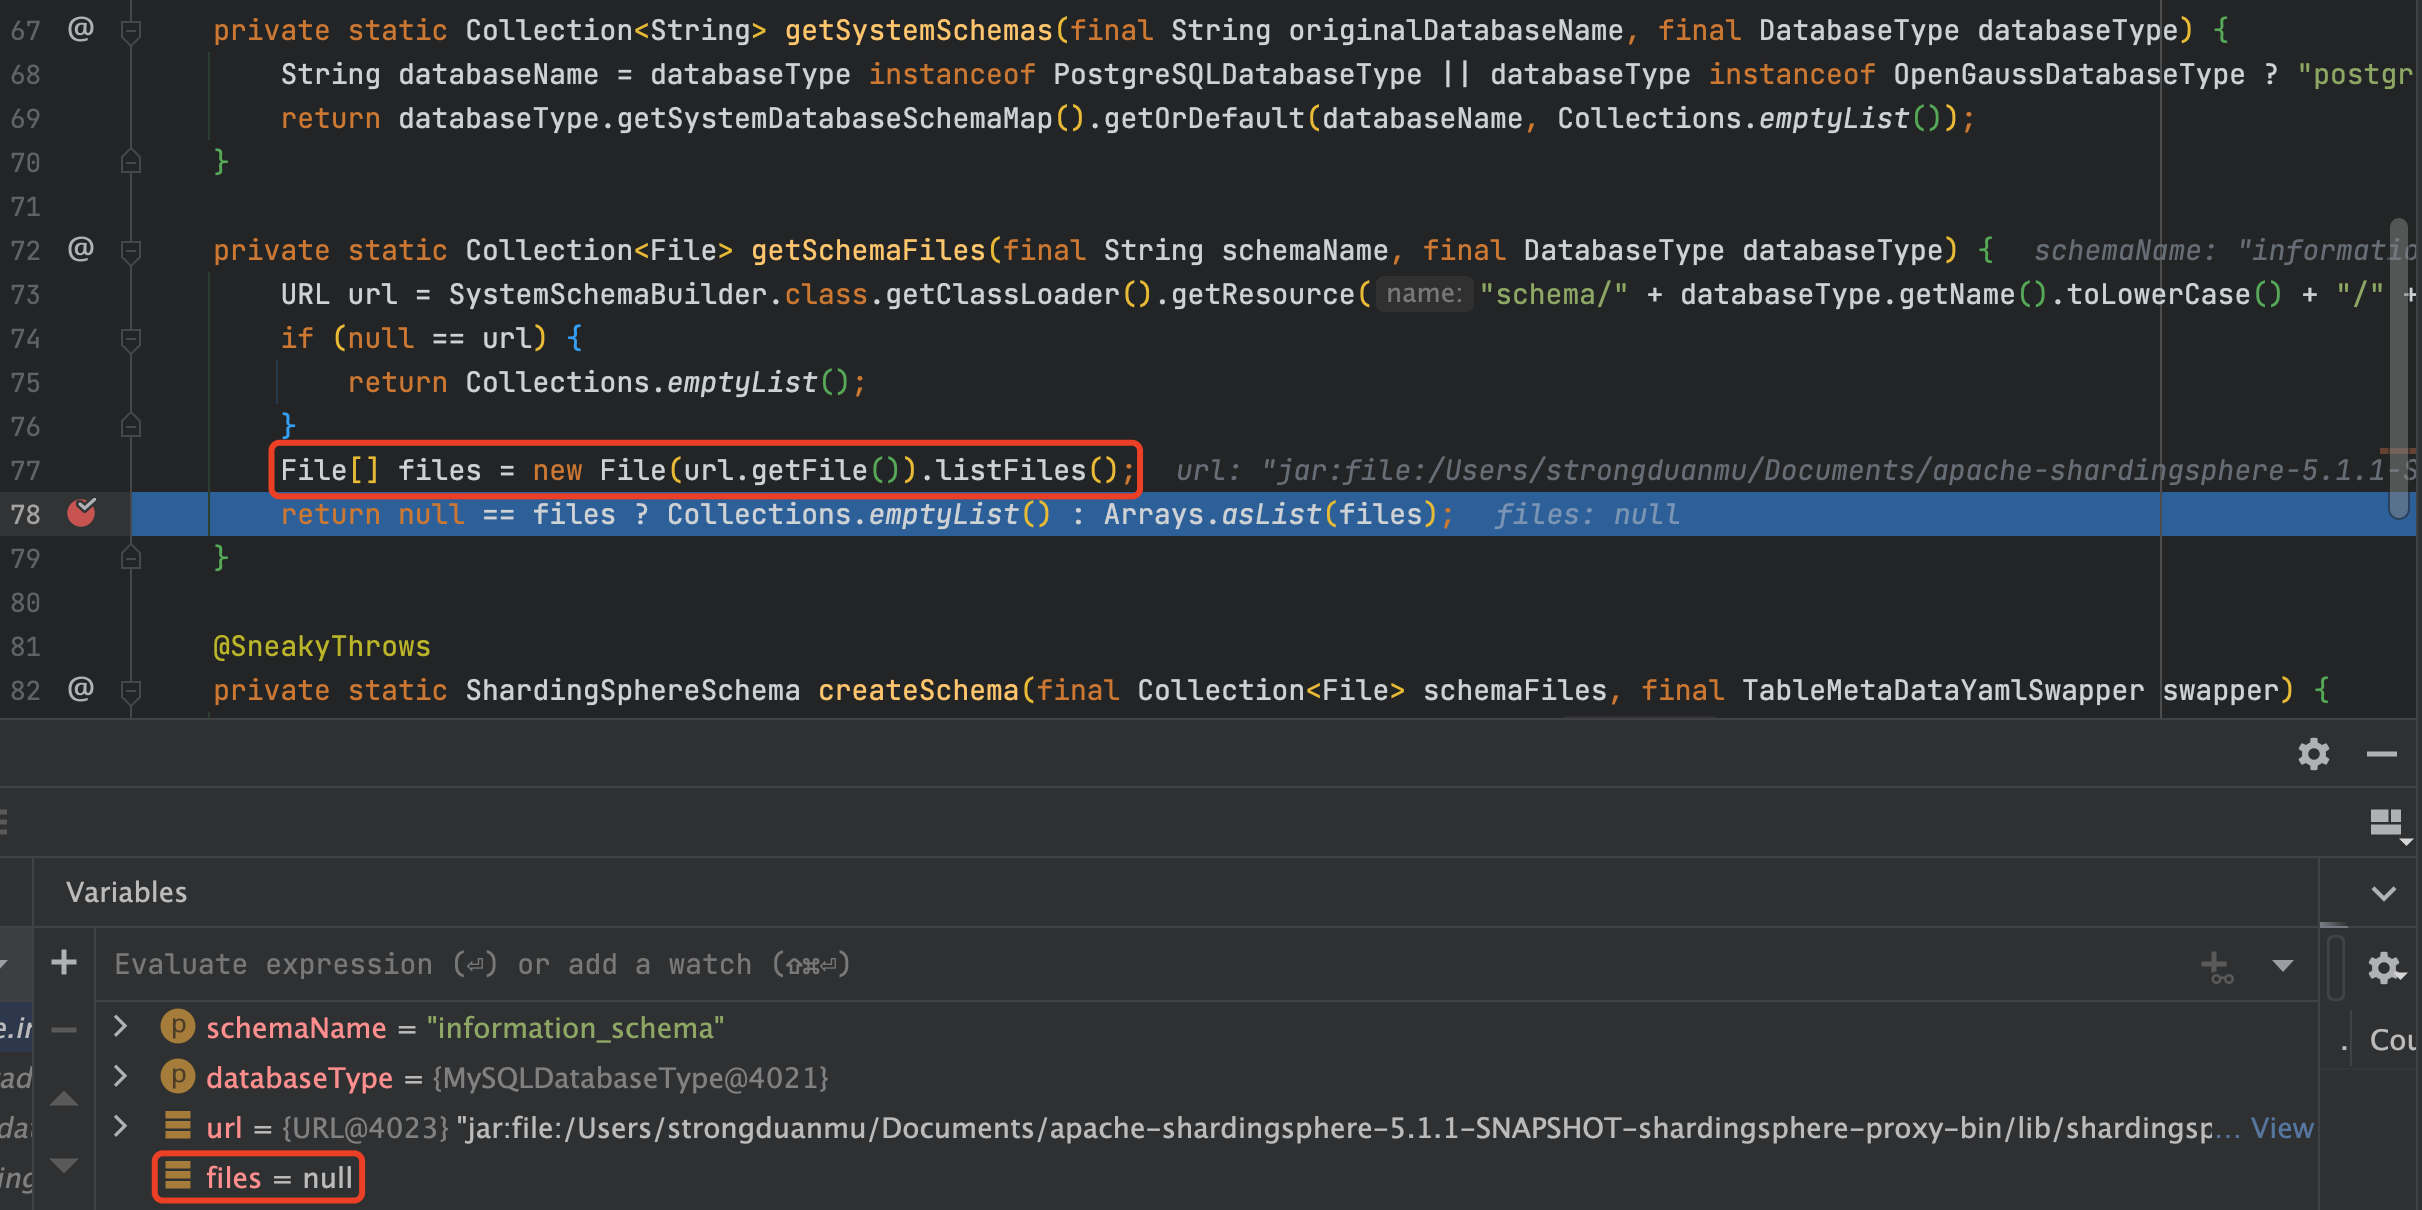 67 @ private static Collection<String> getSystemSchemas(final String originalDatabaseName, final DatabaseType databaseType) {
68 String databaseName = databaseType instanceof PostgreSQLDatabaseType || databaseType instanceof OpenGaussDatabaseType ? "postgr
69 return databaseType.getSystemDatabaseSchemaMap().getOrDefault(databaseName, Collections.emptyList());
70 }
71
72 @ private static Collection<File> getSchemaFiles(final String schemaName, final DatabaseType databaseType) { schemaName: "informatio
73 URL url = SystemSchemaBuilder.class.getClassLoader().getResource( name: "schema/" + databaseType.getName().toLowerCase() + "/" +
74 if (null == url) {
75 return Collections.emptyList();
76 }
77 File[] files = new File(url.getFile()).listFiles(); url: "jar:file:/Users/strongduanmu/Documents/apache-shardingsphere-5.1.1-S
78 return null == files ? Collections.emptyList() : Arrays.asList(files); files: null
79 }
80
81 @SneakyThrows
82 @ private static ShardingSphereSchema createSchema(final Collection<File> schemaFiles, final TableMetaDataYamlSwapper swapper) {
Variables
Evaluate expression (⏎) or add a watch (⇧⌘⏎)
schemaName = "information_schema"
databaseType = {MySQLDatabaseType@4021}
url = {URL@4023} "jar:file:/Users/strongduanmu/Documents/apache-shardingsphere-5.1.1-SNAPSHOT-shardingsphere-proxy-bin/lib/shardingsp... View
files = null
Cou